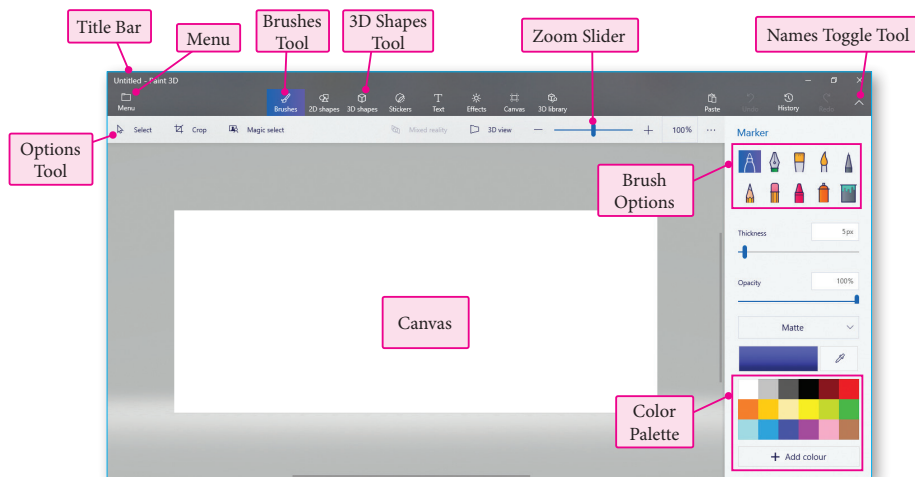 Title Bar
Menu
Brushes
Tool
3D Shapes
Tool
Zoom Slider
Names Toggle Tool
Untitled - Paint 3D
Menu
Brushes
2D shapes
3D shapes
Stickers
Text
Effects
Canvas
3D library
Paste
Undo
History
Redo
Select
Crop
Magic select
Mixed reality
3D view
100%
Marker
Options
Tool
Brush
Options
Thickness
5px
Opacity
100%
Canvas
Matte
Color
Palette
Add colour